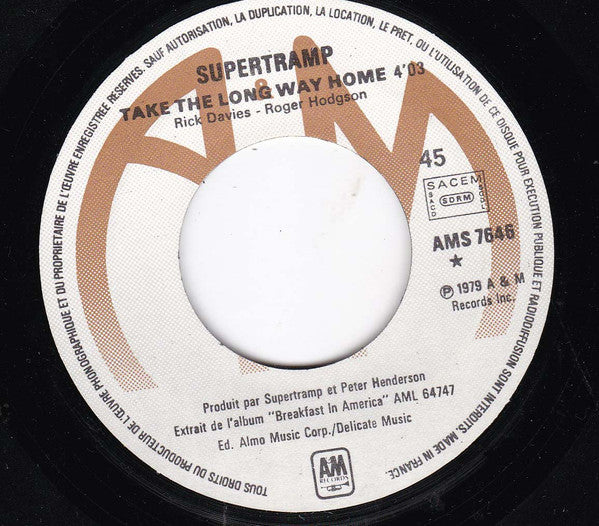 SUPERTRAMP
TAKE THE LONG WAY HOME 4'03
Rick Davies - Roger Hodgson
45
SACEM
SACD
SDRM
SGDL
AMS 7646
★
Ⓟ 1979 A & M
Records Inc.
Produit par Supertramp et Peter Henderson
Extrait de l'album "Breakfast In America" AML 64747
Ed. Almo Music Corp./Delicate Music
A&M
RECORDS
TOUS DROITS DU PRODUCTEUR DE L'ŒUVRE PHONOGRAPHIQUE ET DU PROPRIETAIRE DE L'ŒUVRE ENREGISTREE RESERVES. SAUF AUTORISATION, LA DUPLICATION, LA LOCATION, LE PRET, OU L'UTILISATION DE CE DISQUE POUR EXECUTION PUBLIQUE ET RADIODIFFUSION SONT INTERDITS. MADE IN FRANCE.
A&M